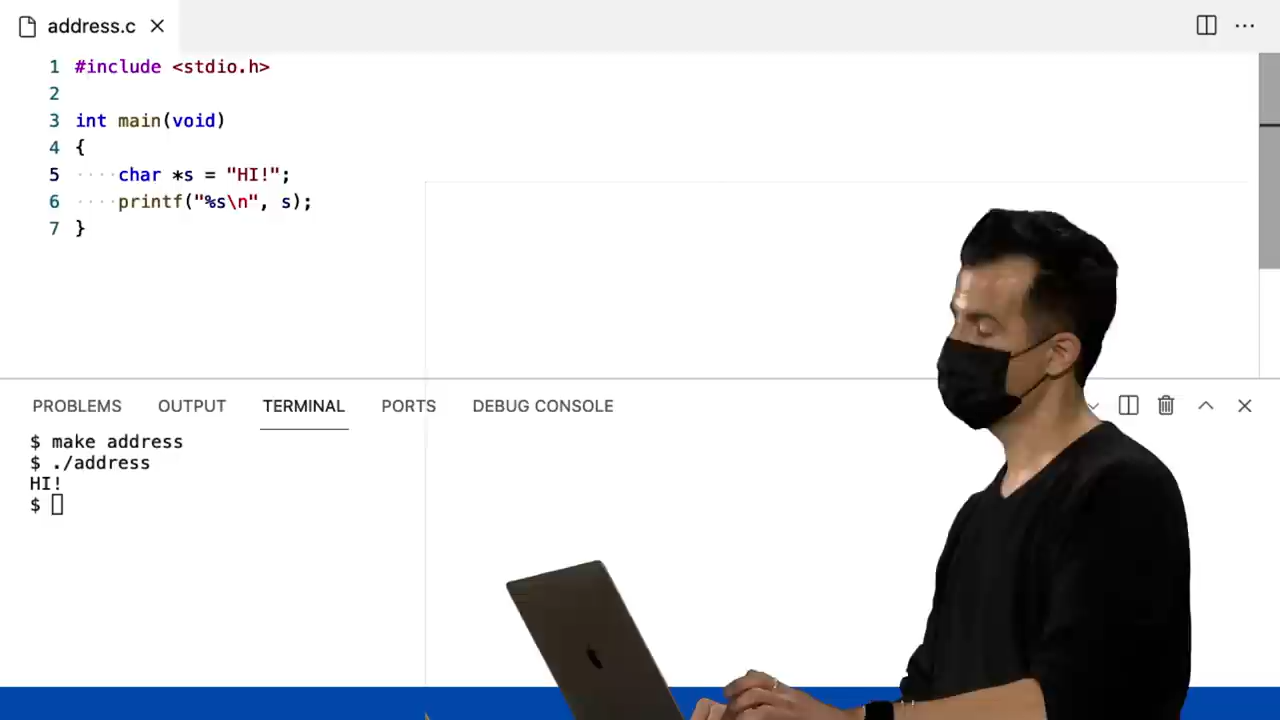 address.c
1 #include <stdio.h>
2
3 int main(void)
4 {
5 ····char *s = "HI!";
6 ····printf("%s\n", s);
7 }
PROBLEMS OUTPUT TERMINAL PORTS DEBUG CONSOLE
$ make address
$ ./address
HI!
$